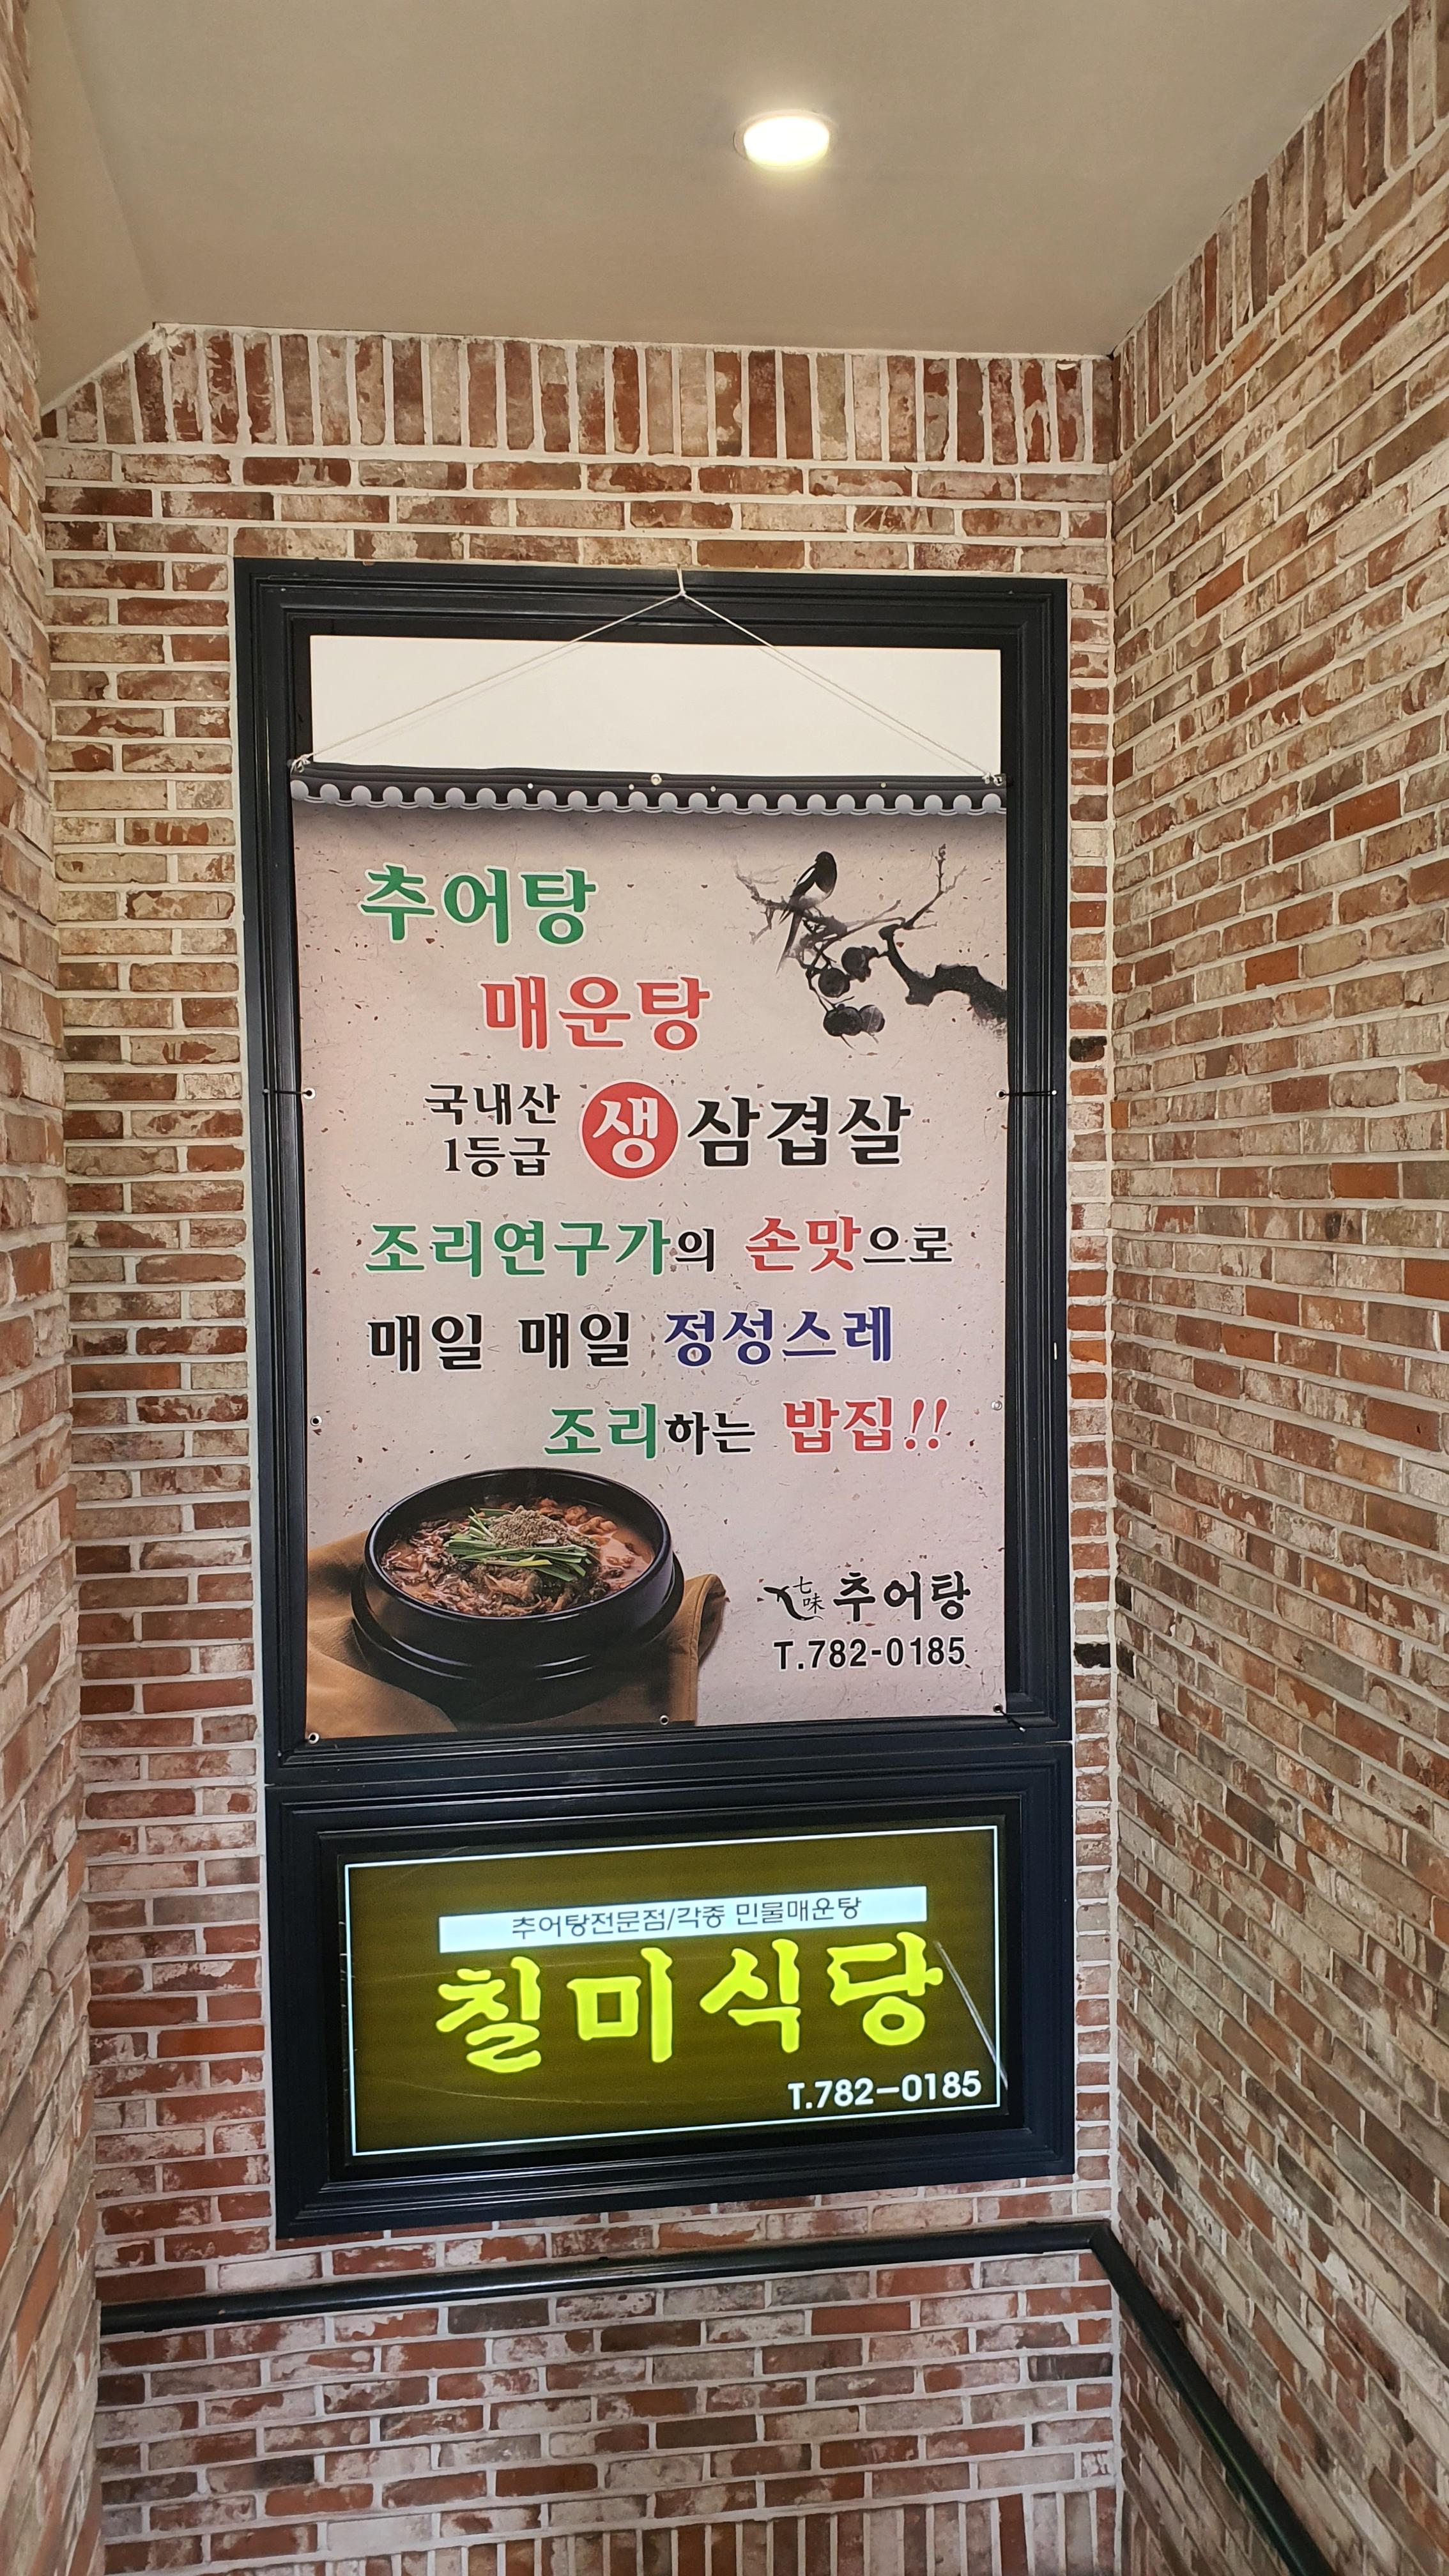 추어탕
매운탕
국내산
1등급
생삼겹살
조리연구가의 손맛으로
매일 매일 정성스레
조리하는 밥집!!
七味 추어탕
T.782-0185
추어탕전문점/각종 민물매운탕
칠미식당
T.782-0185